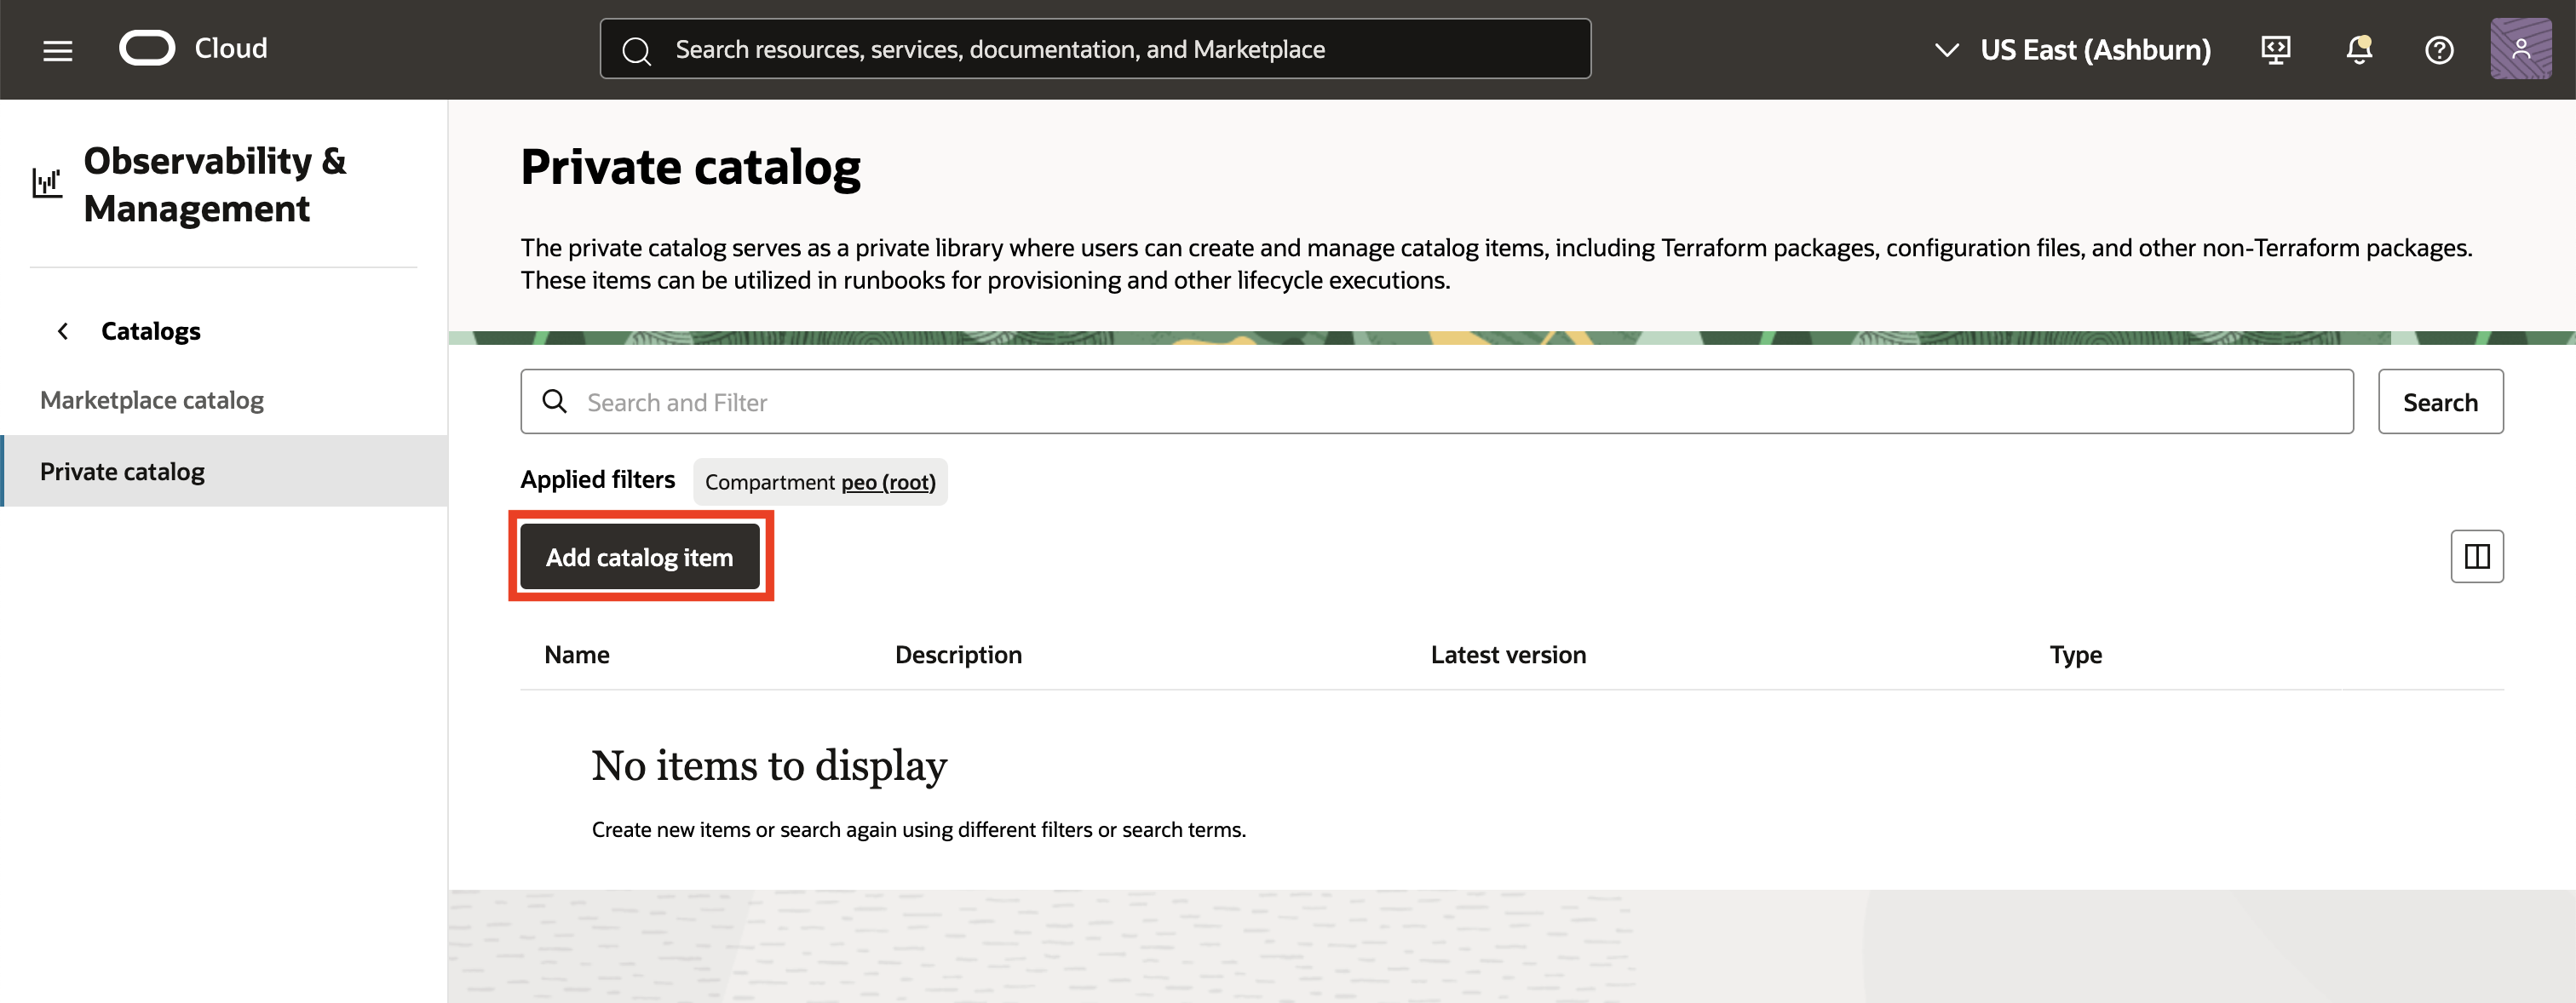 Cloud
Search resources, services, documentation, and Marketplace
US East (Ashburn)
Observability &
Management
Catalogs
Marketplace catalog
Private catalog
Private catalog
The private catalog serves as a private library where users can create and manage catalog items, including Terraform packages, configuration files, and other non-Terraform packages.
These items can be utilized in runbooks for provisioning and other lifecycle executions.
Search and Filter
Search
Applied filters
Compartment peo (root)
Add catalog item
Name Description Latest version Type
No items to display
Create new items or search again using different filters or search terms.